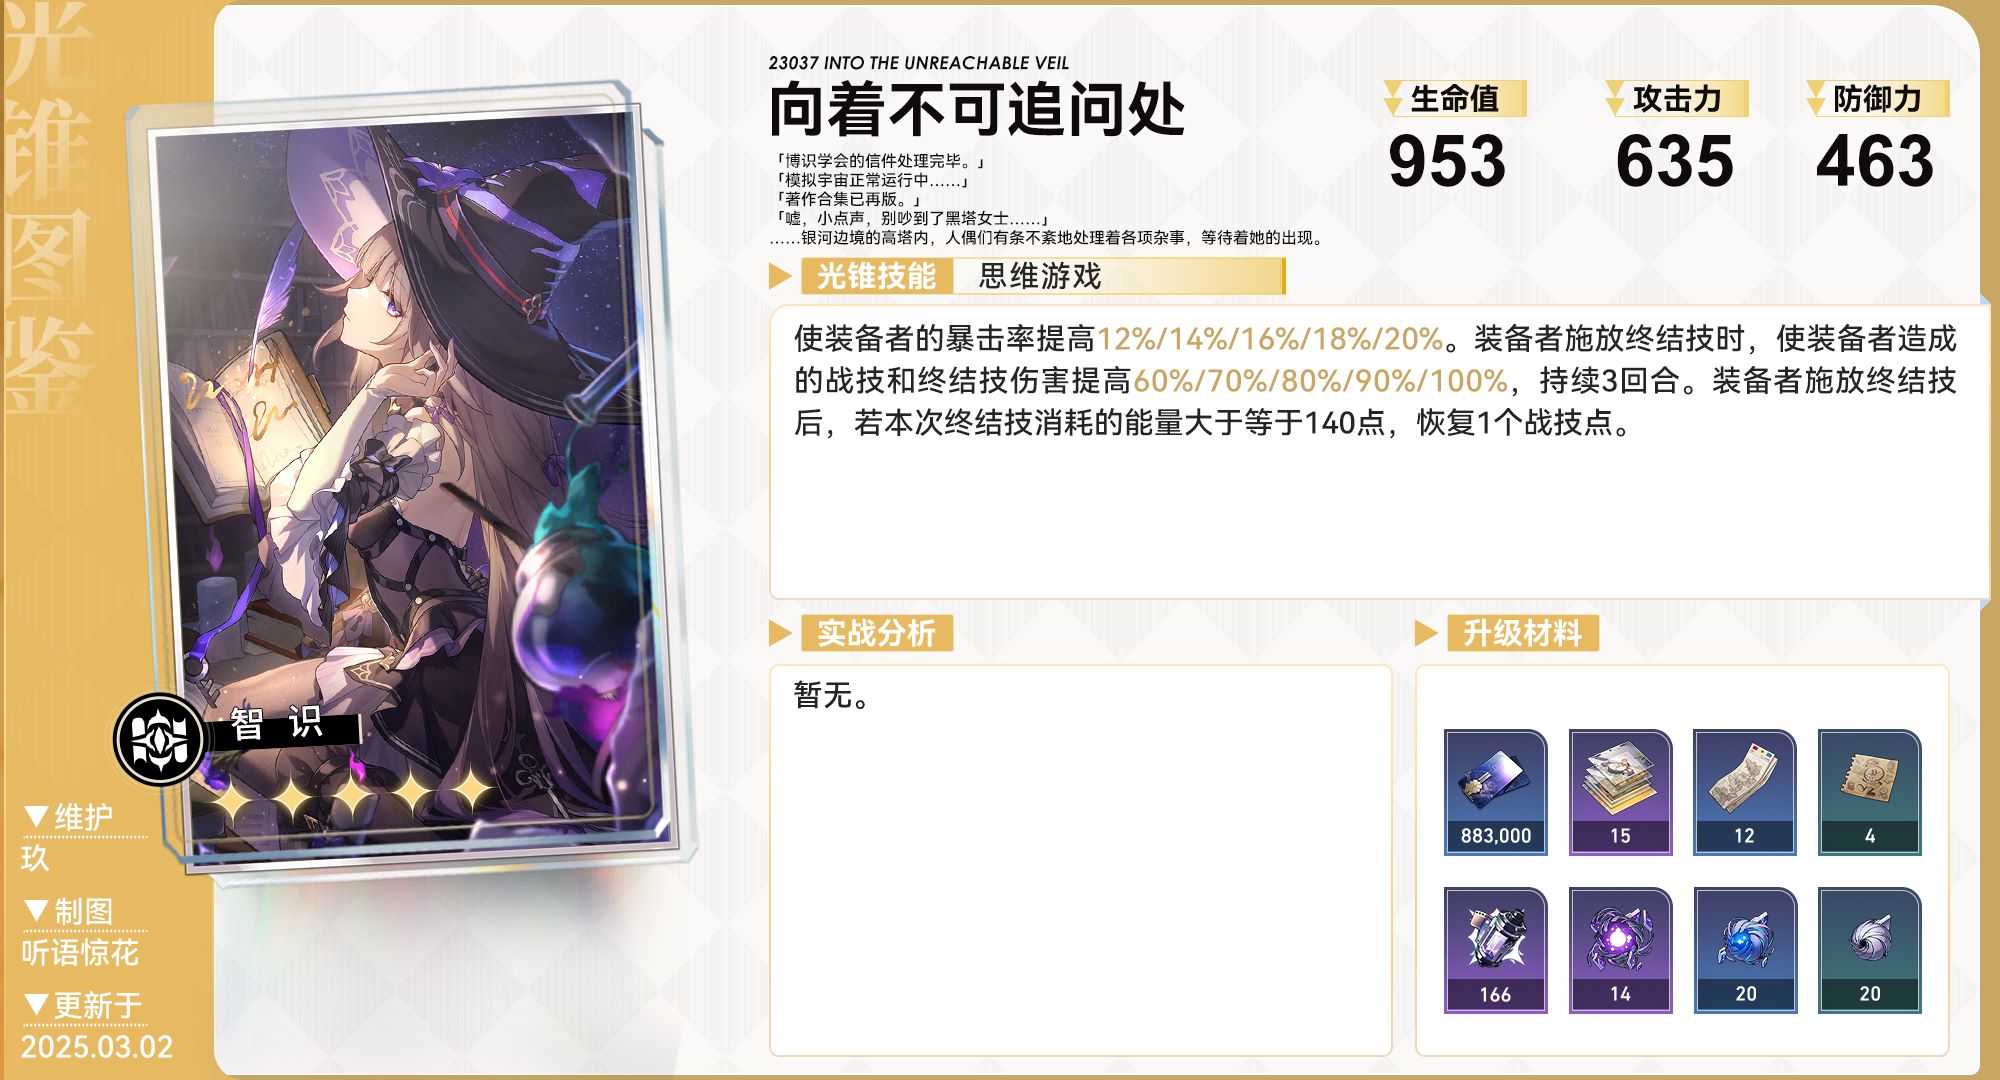 光锥图鉴
23037 INTO THE UNREACHABLE VEIL
向着不可追问处
「博识学会的信件处理完毕。」
「模拟宇宙正常运行中……」
「著作合集已再版。」
「嘘，小点声，别吵到了黑塔女士……」
……银河边境的高塔内，人偶们有条不紊地处理着各项杂事，等待着她的出现。
生命值
953
攻击力
635
防御力
463
光锥技能
思维游戏
使装备者的暴击率提高12%/14%/16%/18%/20%。装备者施放终结技时，使装备者造成
的战技和终结技伤害提高60%/70%/80%/90%/100%，持续3回合。装备者施放终结技
后，若本次终结技消耗的能量大于等于140点，恢复1个战技点。
智识
实战分析
暂无。
升级材料
883,000
15
12
4
166
14
20
20
维护
玖
制图
听语惊花
更新于
2025.03.02